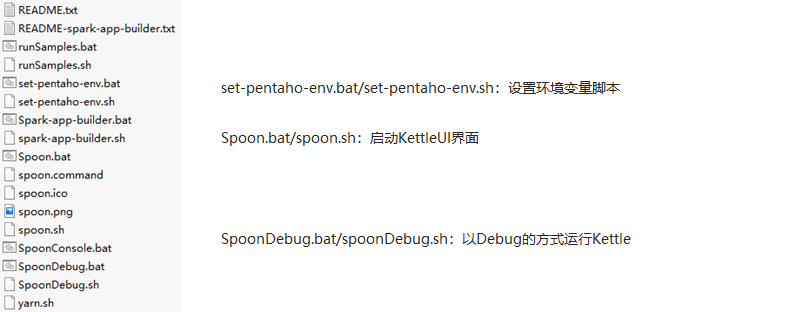 README.txt
README-spark-app-builder.txt
runSamples.bat
runSamples.sh
set-pentaho-env.bat
set-pentaho-env.sh
Spark-app-builder.bat
spark-app-builder.sh
Spoon.bat
spoon.command
spoon.ico
spoon.png
spoon.sh
SpoonConsole.bat
SpoonDebug.bat
SpoonDebug.sh
yarn.sh
set-pentaho-env.bat/set-pentaho-env.sh：设置环境变量脚本
Spoon.bat/spoon.sh：启动KettleUI界面
SpoonDebug.bat/spoonDebug.sh：以Debug的方式运行Kettle